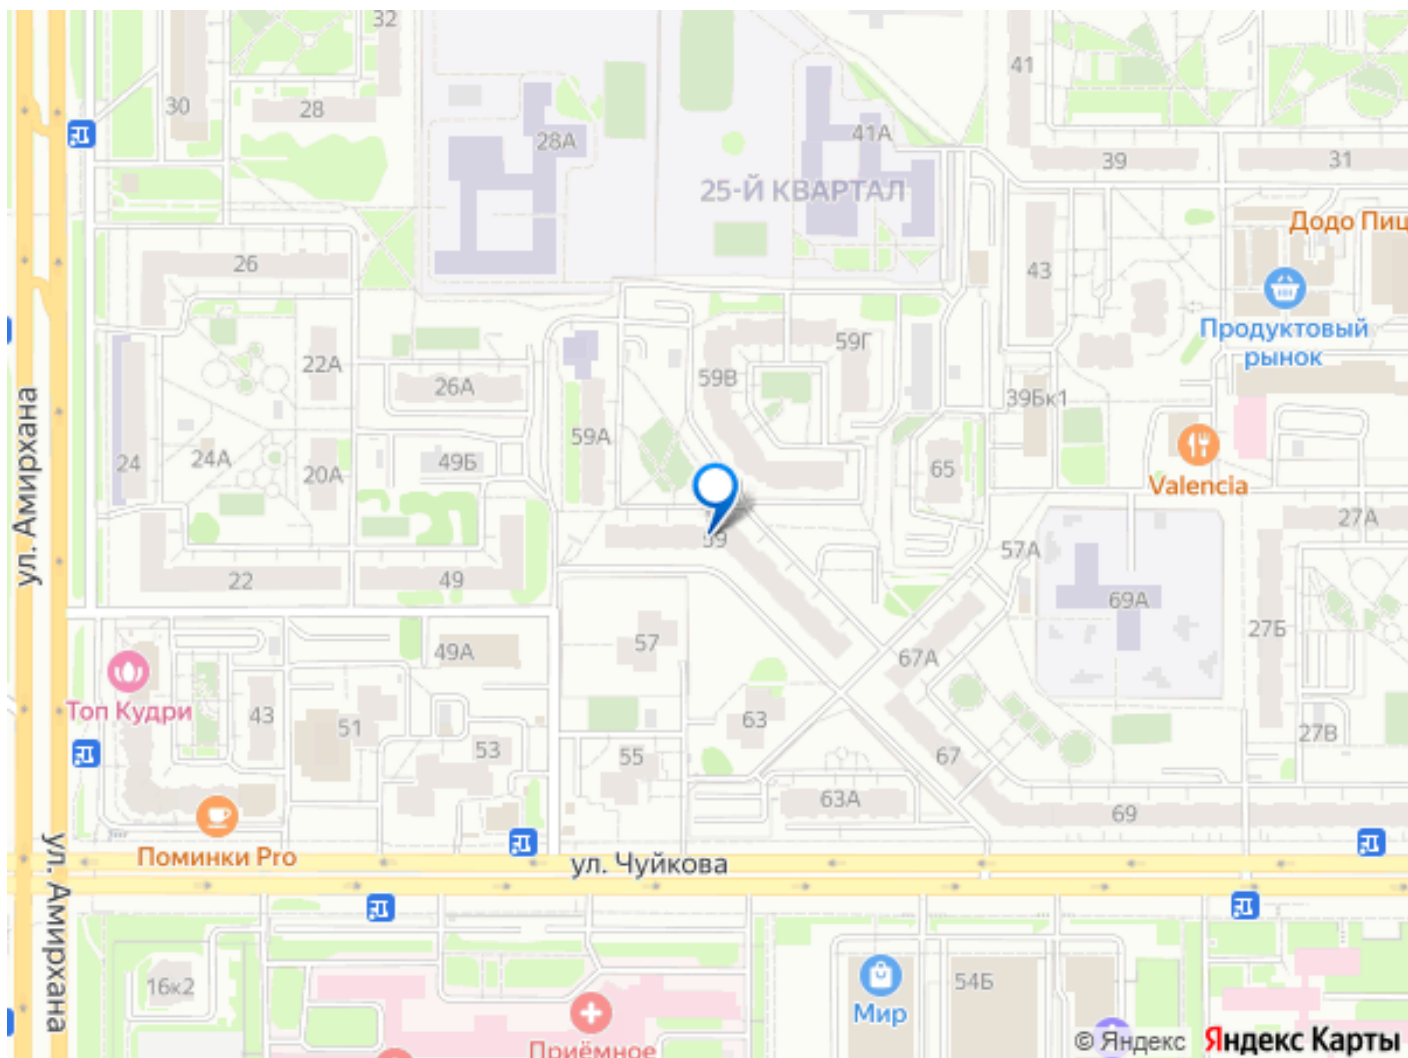 32
30
28
28А
41
41А
39
31
25-Й КВАРТАЛ
Додо Пиц
26
43
59Г
Продуктовый
рынок
22А
26А
59В
39Бк1
ул. Амирхана
59А
24
24А
20А
49Б
65
Valencia
59
27А
57А
22
49
69А
27Б
57
49А
67А
Топ Кудри
43
51
53
63
55
67
27В
63А
69
Поминки Pro
ул. Чуйкова
ул. Амирхана
16к2
54Б
Мир
Приёмное
© Яндекс
Яндекс Карты